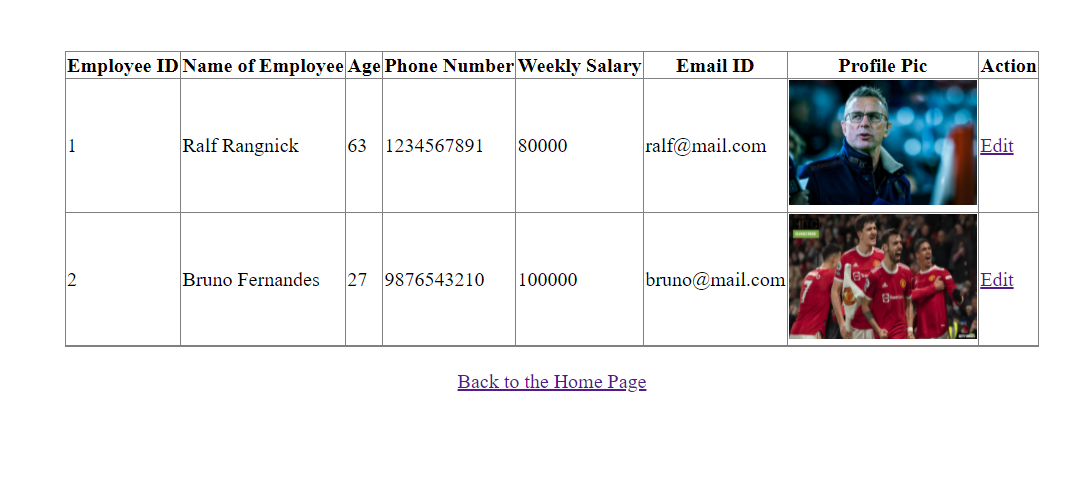 Employee ID Name of Employee Age Phone Number Weekly Salary Email ID Profile Pic Action
1 Ralf Rangnick 63 1234567891 80000 ralf@mail.com Edit
2 Bruno Fernandes 27 9876543210 100000 bruno@mail.com Edit
7
Back to the Home Page